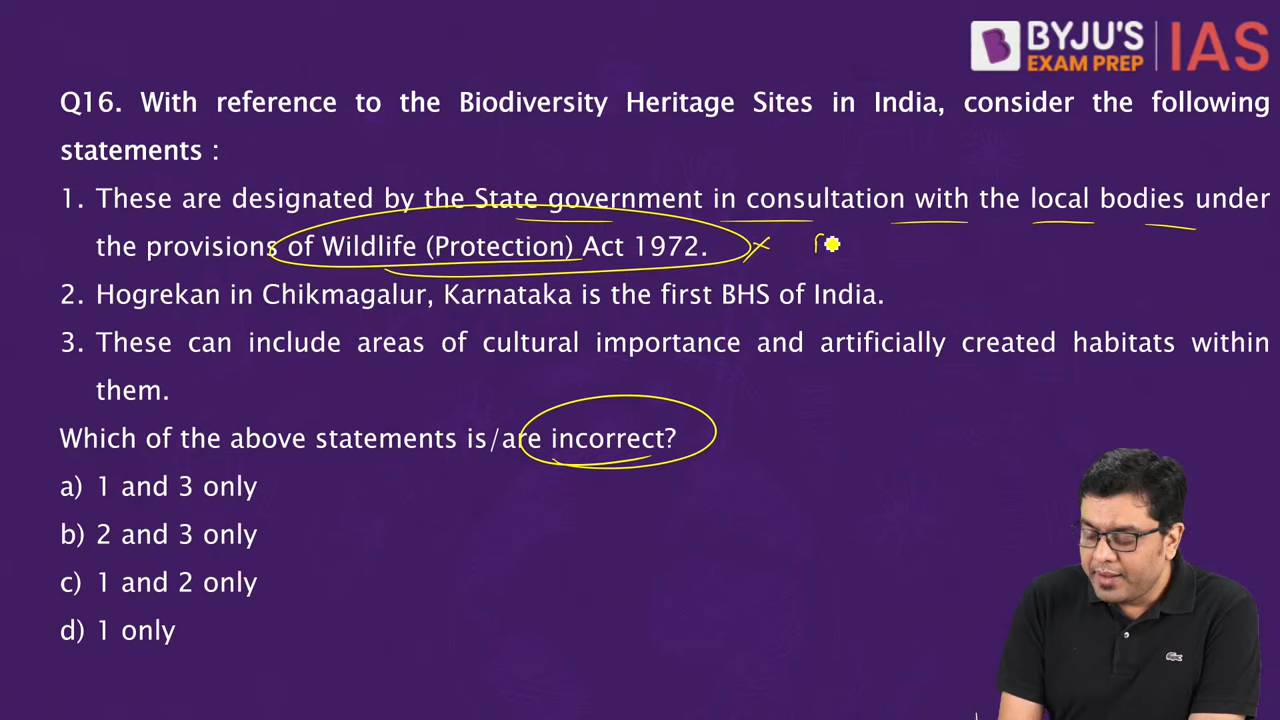 BYJU'S IAS
EXAM PREP
Q16. With reference to the Biodiversity Heritage Sites in India, consider the following
statements :
1. These are designated by the State government in consultation with the local bodies under
the provisions of Wildlife (Protection) Act 1972.
2. Hogrekan in Chikmagalur, Karnataka is the first BHS of India.
3. These can include areas of cultural importance and artificially created habitats within
them.
Which of the above statements is/are incorrect?
a) 1 and 3 only
b) 2 and 3 only
c) 1 and 2 only
d) 1 only